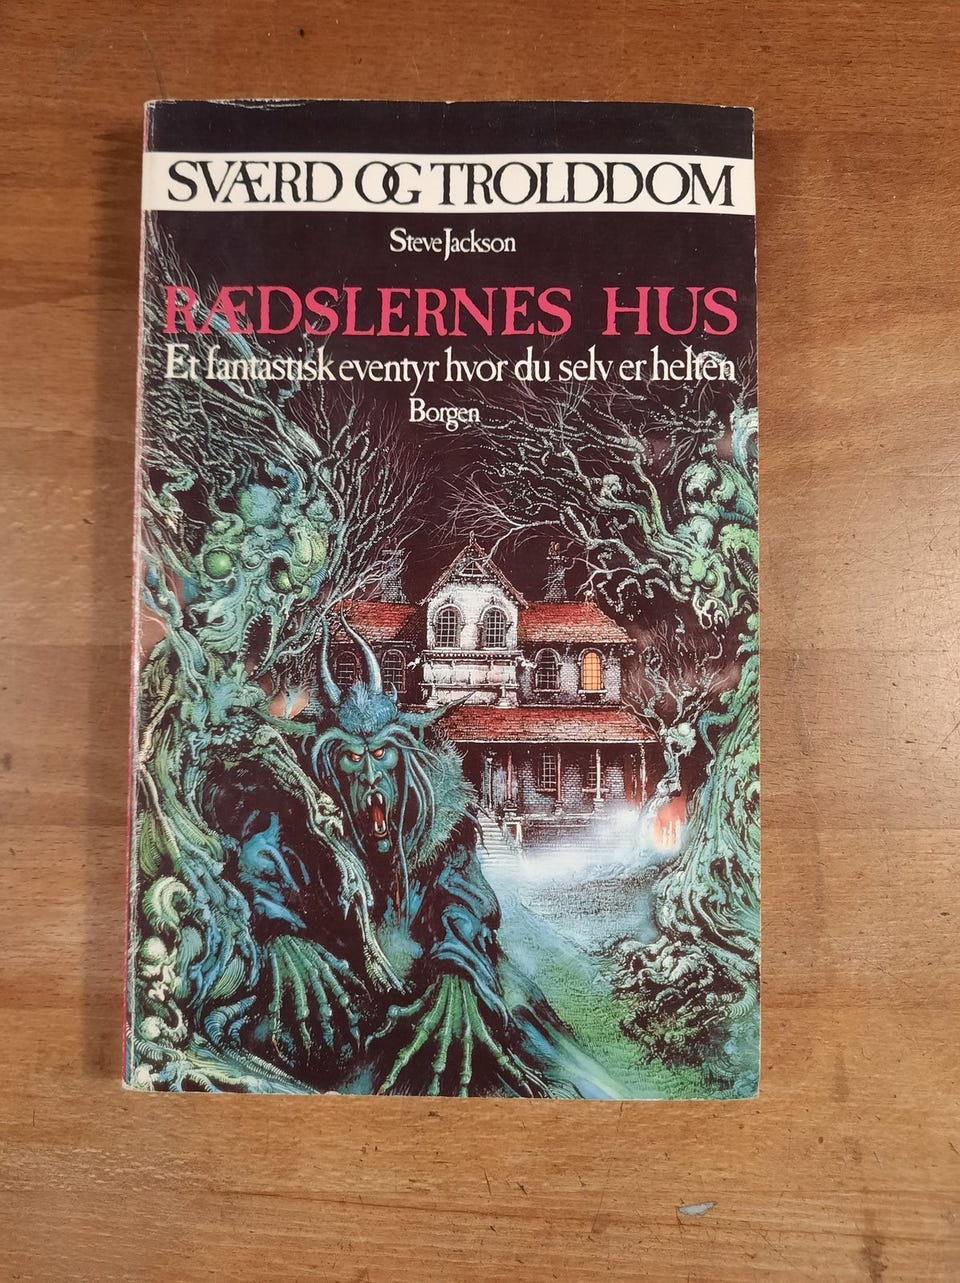 SVÆRD OG TROLDDOM
Steve Jackson
RÆDSLERNES HUS
Et fantastisk eventyr hvor du selv er helten
Borgen